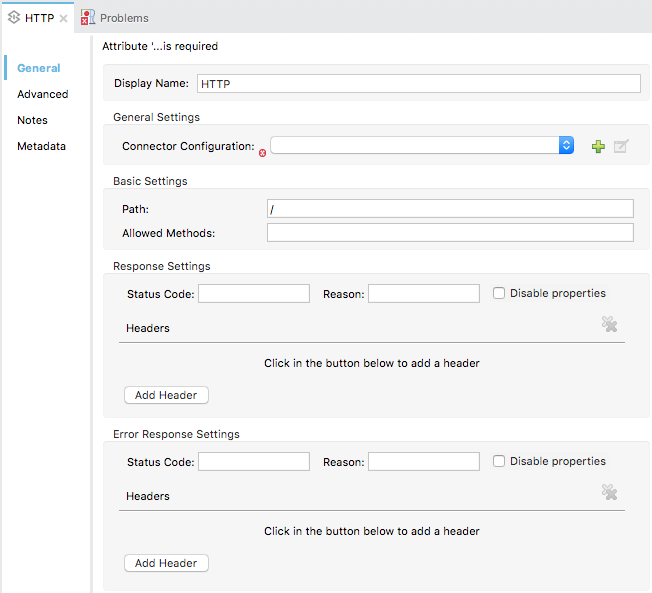 HTTP Problems
Attribute '...is required
General
Advanced
Notes
Metadata
Display Name: HTTP
General Settings
Connector Configuration:
Basic Settings
Path: /
Allowed Methods:
Response Settings
Status Code: Reason: Disable properties
Headers
Click in the button below to add a header
Add Header
Error Response Settings
Status Code: Reason: Disable properties
Headers
Click in the button below to add a header
Add Header